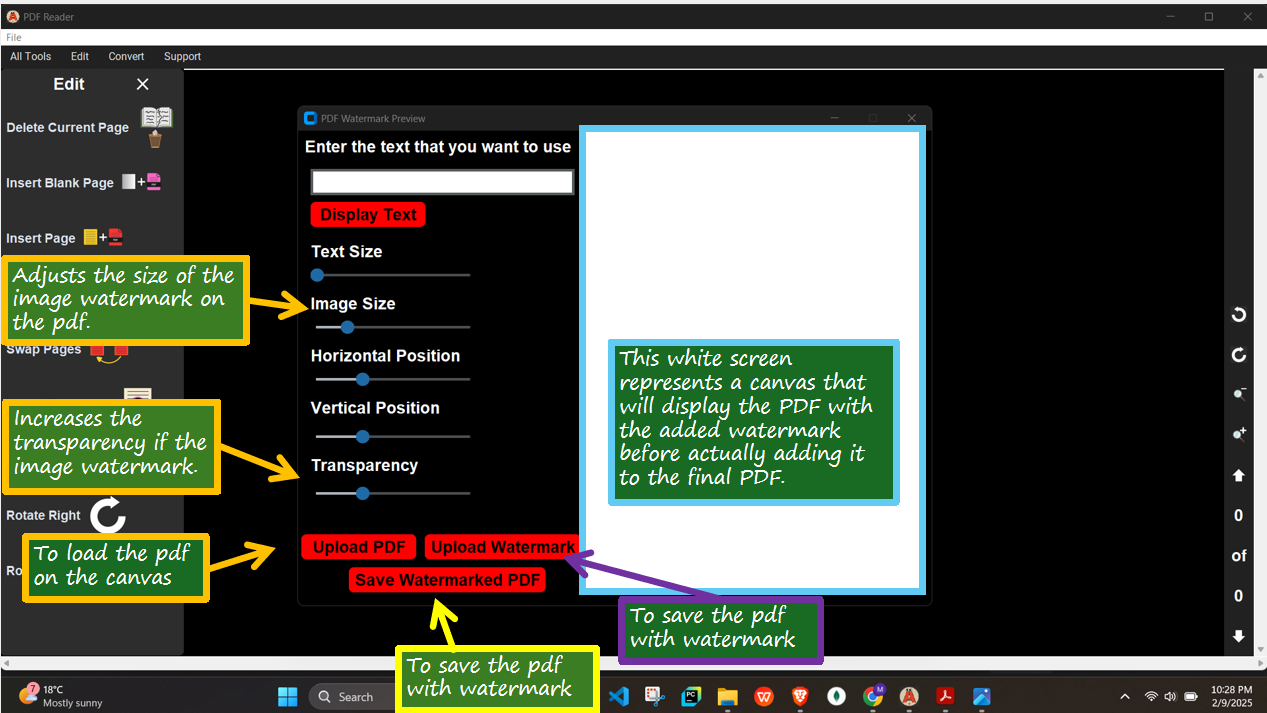 PDF Reader
File
All Tools Edit Convert Support
Edit
Delete Current Page
Insert Blank Page
Insert Page
Adjusts the size of the
image watermark on
the pdf.
Swap Pages
Increases the
transparency if the
image watermark.
Rotate Right
To load the pdf
on the canvas
Ro
PDF Watermark Preview
Enter the text that you want to use
Display Text
Text Size
Image Size
Horizontal Position
Vertical Position
Transparency
Upload PDF Upload Watermark
Save Watermarked PDF
This white screen
represents a canvas that
will display the PDF with
the added watermark
before actually adding it
to the final PDF.
To save the pdf
with watermark
To save the pdf
with watermark
0
of
0
7
18°C
Mostly sunny
Search
PC
M
10:28 PM
2/9/2025